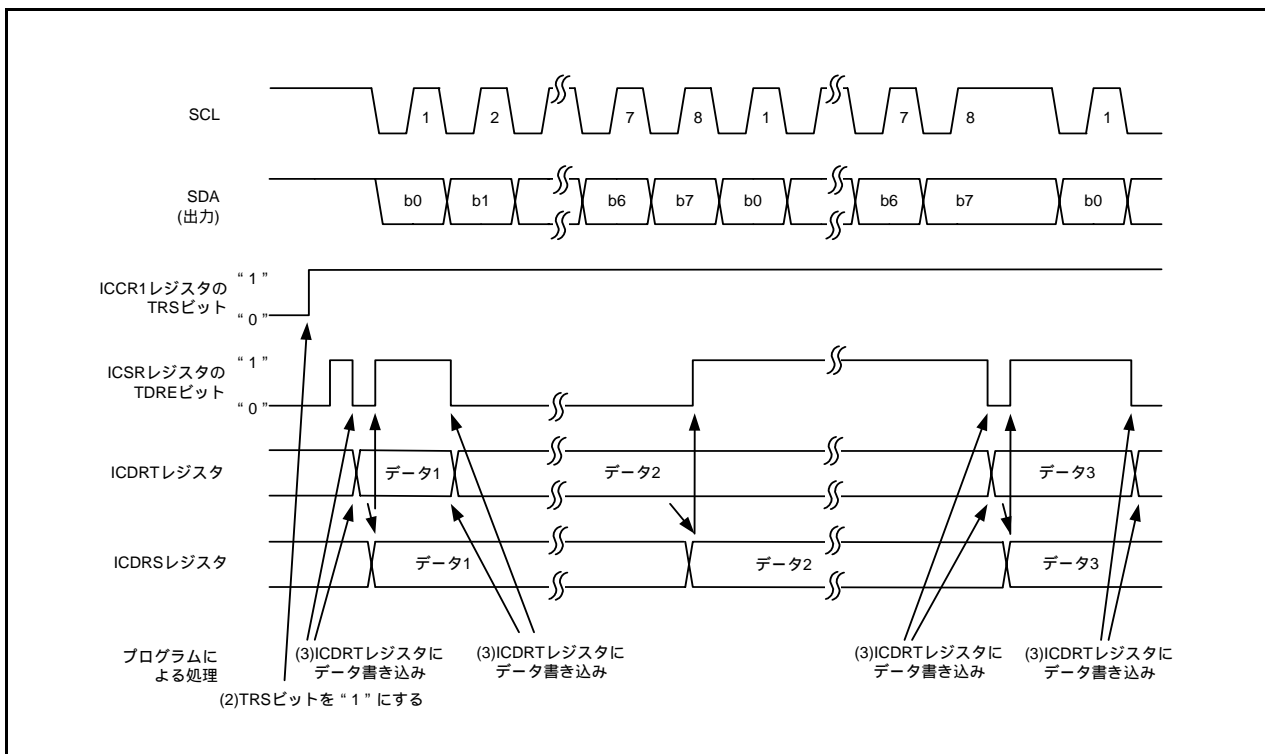 SCL
1 2 7 8 1 7 8 1
SDA
(出力)
b0 b1 b6 b7 b0 b6 b7 b0
ICCR1レジスタの
TRSビット
“ 1 ”
“ 0 ”
ICSRレジスタの
TDREビット
“ 1 ”
“ 0 ”
ICDRTレジスタ
データ1 データ2 データ3
ICDRSレジスタ
データ1 データ2 データ3
プログラムに
よる処理
(3)ICDRTレジスタに
データ書き込み
(3)ICDRTレジスタに
データ書き込み
(3)ICDRTレジスタに
データ書き込み
(3)ICDRTレジスタに
データ書き込み
(2)TRSビットを “ 1 ” にする